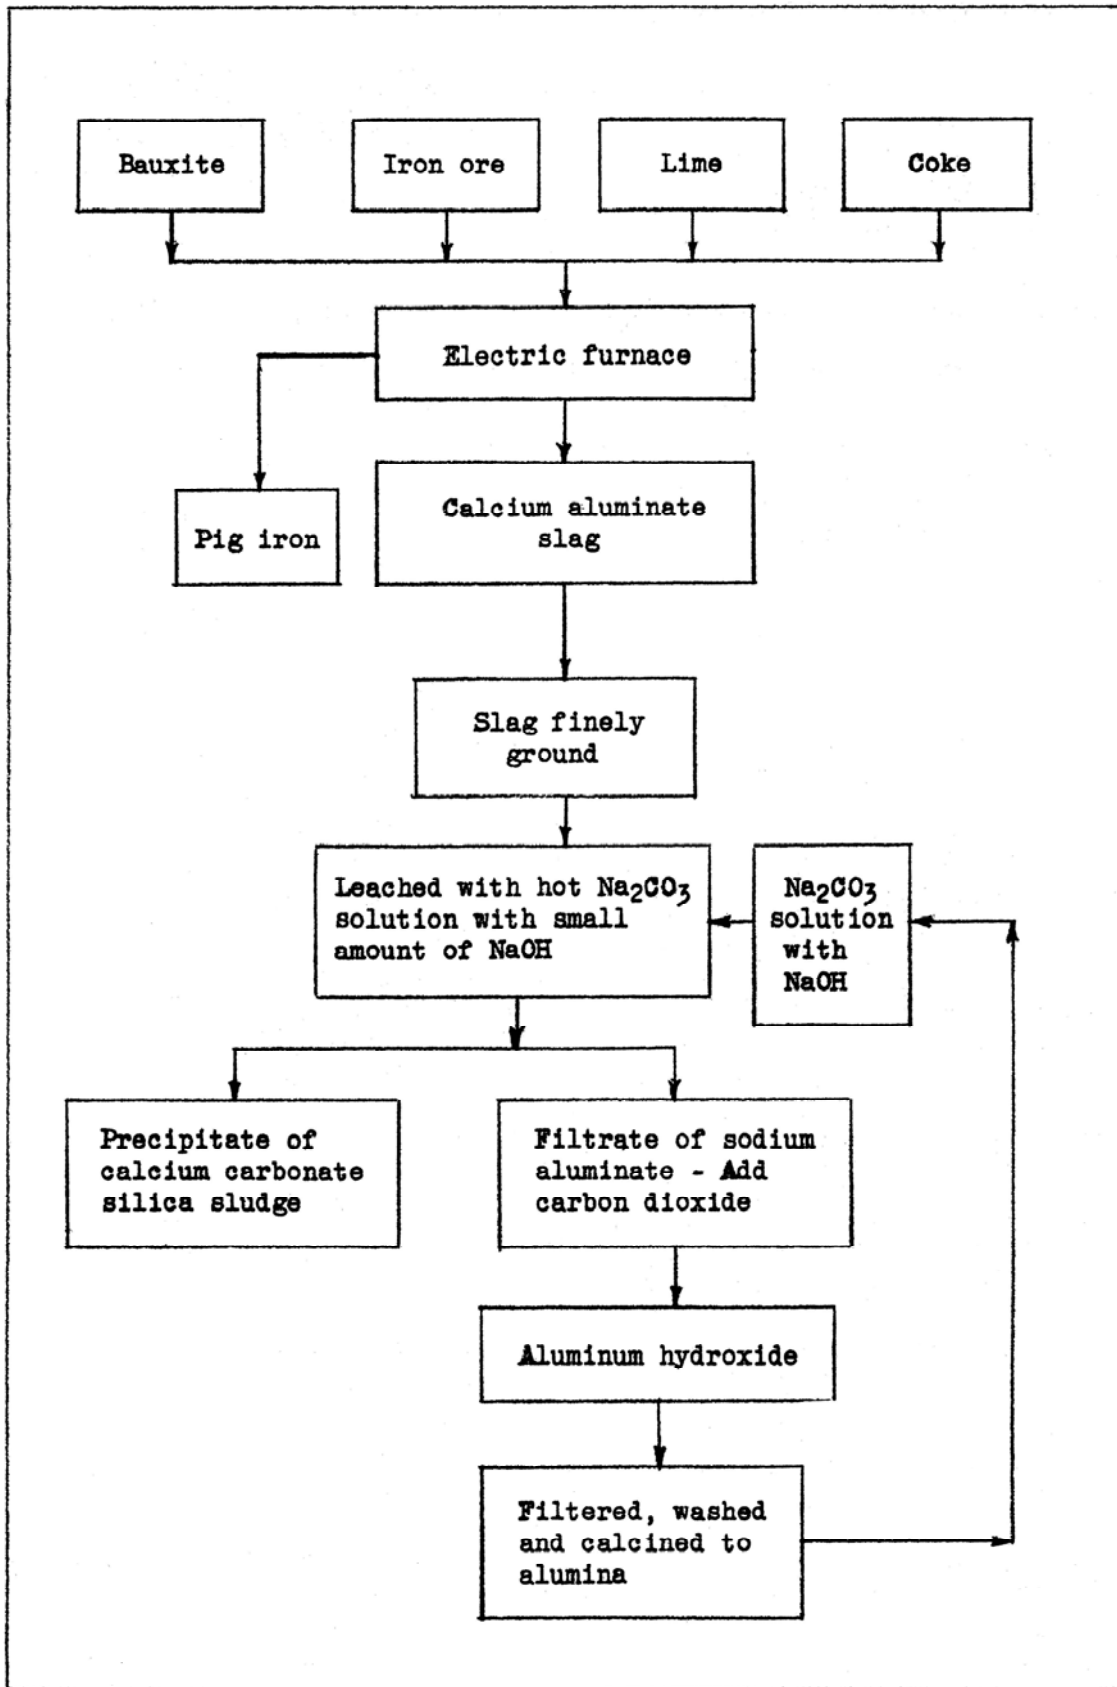 Bauxite
Iron ore
Lime
Coke
Electric furnace
Pig iron
Calcium aluminate
slag
Slag finely
ground
Leached with hot Na₂CO₃
solution with small
amount of NaOH
Na₂CO₃
solution
with
NaOH
Precipitate of
calcium carbonate
silica sludge
Filtrate of sodium
aluminate - Add
carbon dioxide
Aluminum hydroxide
Filtered, washed
and calcined to
alumina